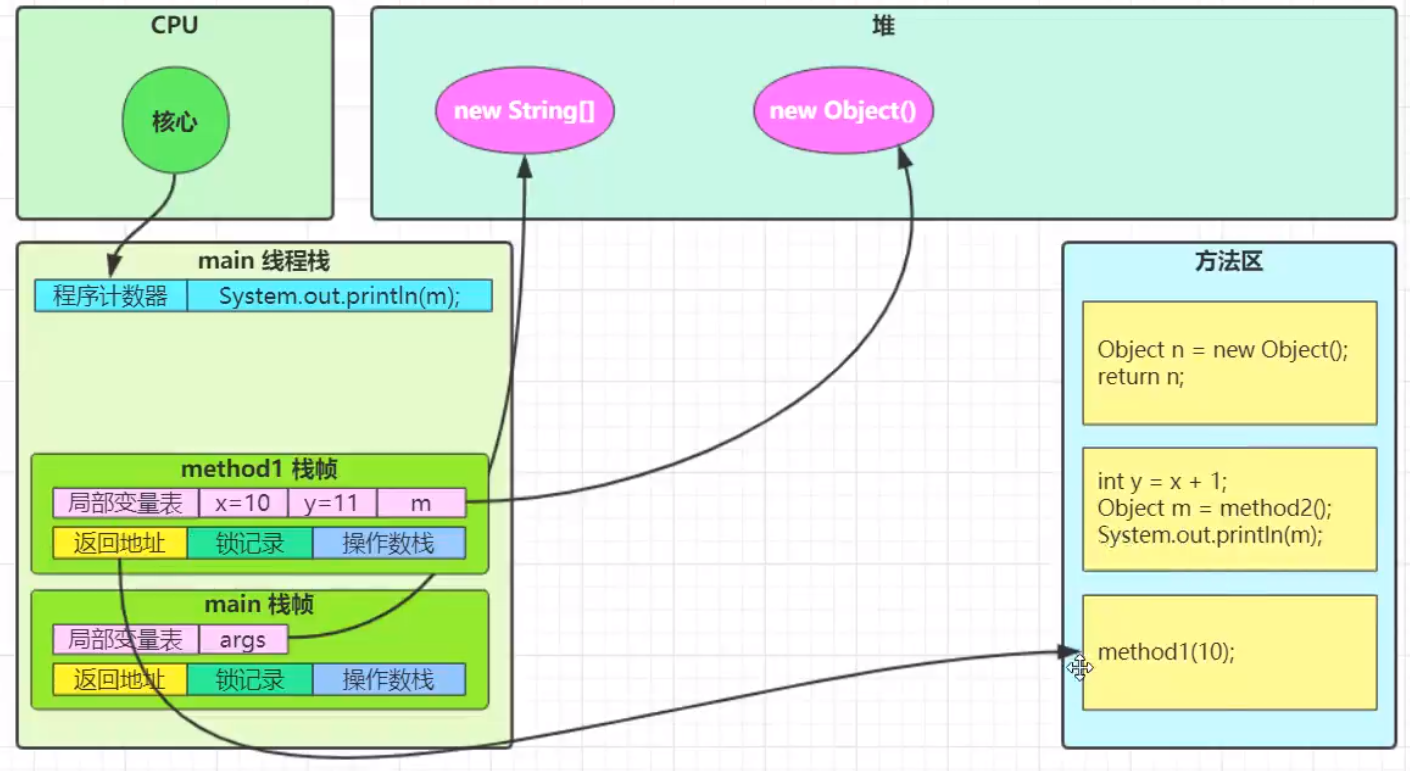 CPU
核心
堆
new String[]
new Object()
main 线程栈
程序计数器
System.out.println(m);
method1 栈帧
局部变量表
x=10
y=11
m
返回地址
锁记录
操作数栈
main 栈帧
局部变量表
args
返回地址
锁记录
操作数栈
方法区
Object n = new Object();
return n;
int y = x + 1;
Object m = method2();
System.out.println(m);
method1(10);